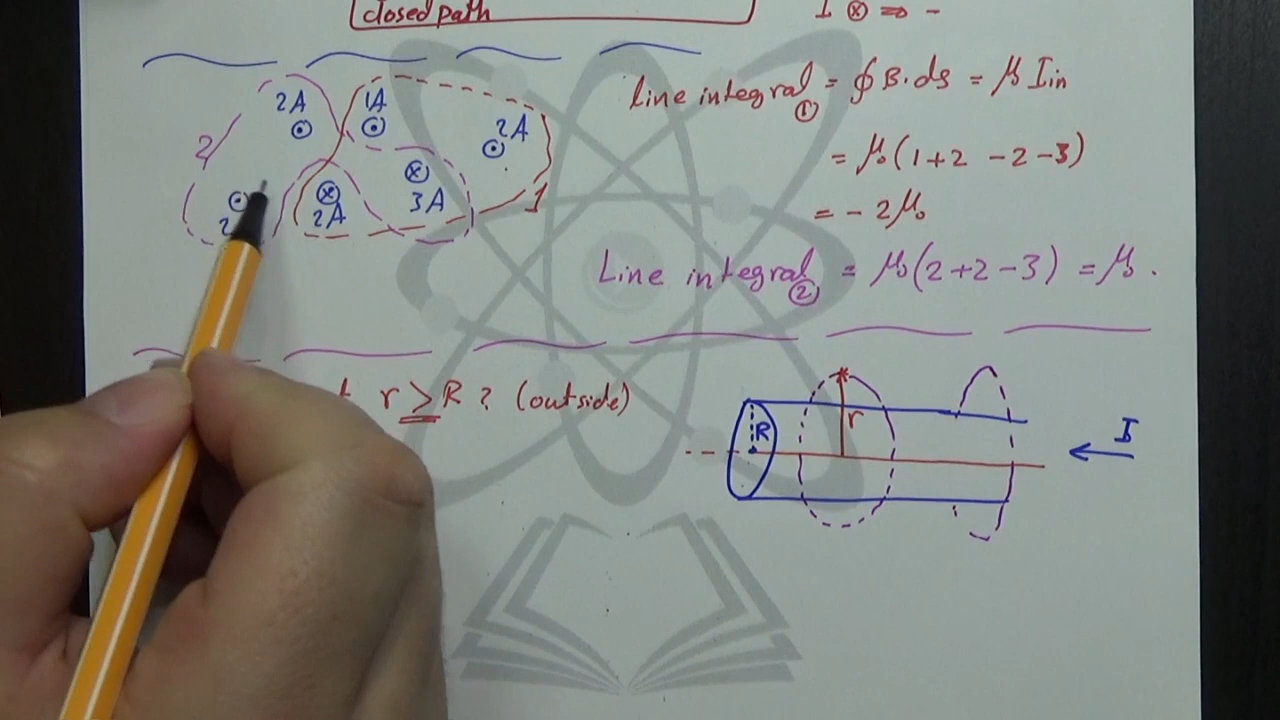 closed path
I ⊗ ⇒ -
2A
1A
2A
2
3A
2A
2
1
Line integral ① = ∮ B.ds = μ Iin
= μ₀(1+2 -2-3)
= - 2μ₀
Line integral ② = μ₀(2+2-3) = μ₀.
r ≥ R ? (outside)
R
r
I